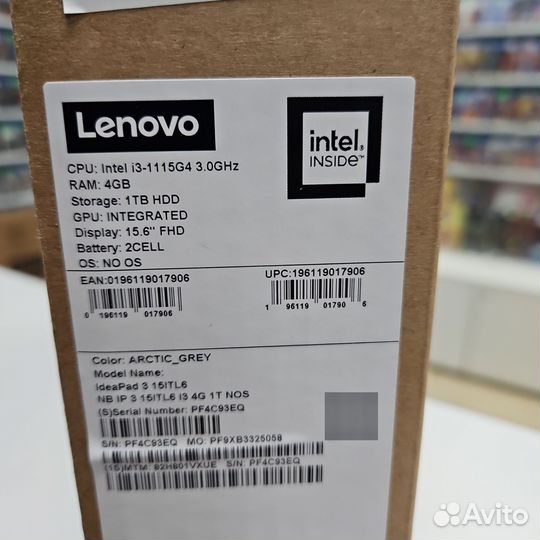 Lenovo
intel.
INSIDE™
CPU: Intel i3-1115G4 3.0GHz
RAM: 4GB
Storage: 1TB HDD
GPU: INTEGRATED
Display: 15.6'' FHD
Battery: 2CELL
OS: NO OS
EAN:0196119017906 UPC:196119017906
0 196119 017906 1 96119 01790 6
Color: ARCTIC_GREY
Model Name:
IdeaPad 3 15ITL6
NB IP 3 15ITL6 I3 4G 1T NOS
(S)Serial Number: PF4C93EQ
S/N: PF4C93EQ MO: PF9XB3325058
(1S)MTM: 82H801VXUE S/N: PF4C93EQ
Avito